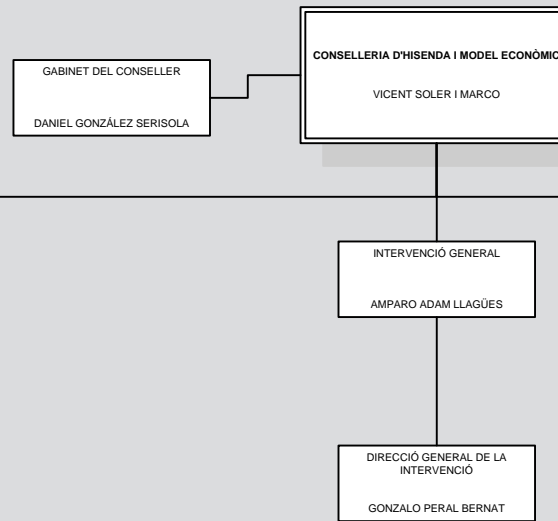 GABINET DEL CONSELLER
DANIEL GONZÁLEZ SERISOLA
CONSELLERIA D'HISENDA I MODEL ECONÒMIC
VICENT SOLER I MARCO
INTERVENCIÓ GENERAL
AMPARO ADAM LLAGÜES
DIRECCIÓ GENERAL DE LA
INTERVENCIÓ
GONZALO PERAL BERNAT